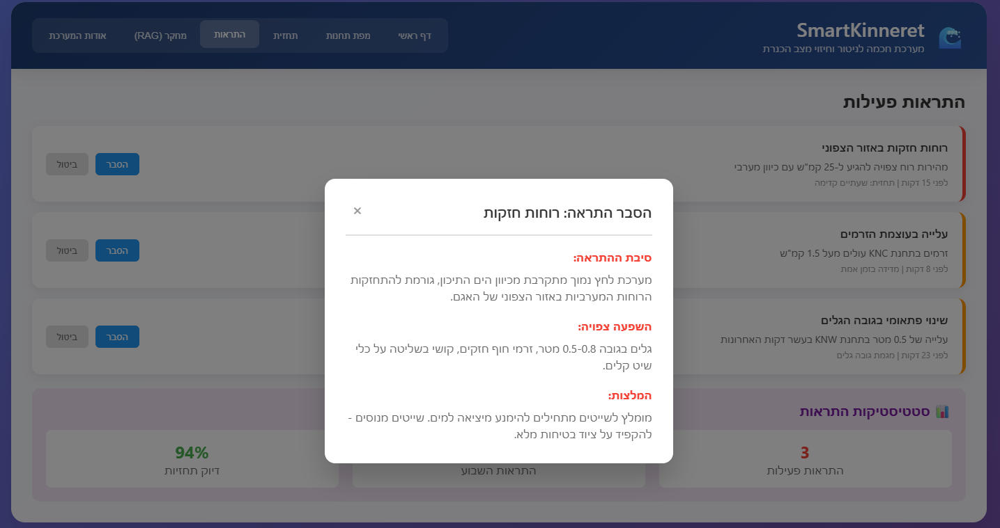 SmartKinneret
מערכת חכמה לניטור וחיזוי מצב הכנרת
דף ראשי
מפת תחנות
תחזית
התראות
מחקר (RAG)
אודות המערכת
התראות פעילות
רוחות חזקות באזור הצפוני
מהירות רוח צפויה להגיע ל-25 קמ"ש עם כיוון מערבי
לפני 15 דקות | תחזית: שעתיים קדימה
הסבר
ביטול
עלייה בעוצמת הזרמים
זרמים בתחנת KNC עולים מעל 1.5 קמ"ש
לפני 8 דקות | מדידה בזמן אמת
הסבר
ביטול
שינוי פתאומי בגובה הגלים
עלייה של 0.5 מטר בתחנת KNW בעשר דקות האחרונות
לפני 23 דקות | מגמת גובה גלים
הסבר
ביטול
הסבר התראה: רוחות חזקות
×
סיבת ההתראה:
מערכת לחץ נמוך מתקרבת מכיוון הים התיכון, גורמת להתחזקות
הרוחות המערביות באזור הצפוני של האגם.
השפעה צפויה:
גלים בגובה 0.5-0.8 מטר, זרמי חוף חזקים, קושי בשליטה על כלי
שיט קלים.
המלצות:
מומלץ לשייטים מתחילים להימנע מיציאה למים. שייטים מנוסים -
להקפיד על ציוד בטיחות מלא.
סטטיסטיקות התראות
3
התראות פעילות
התראות השבוע
94%
דיוק תחזיות